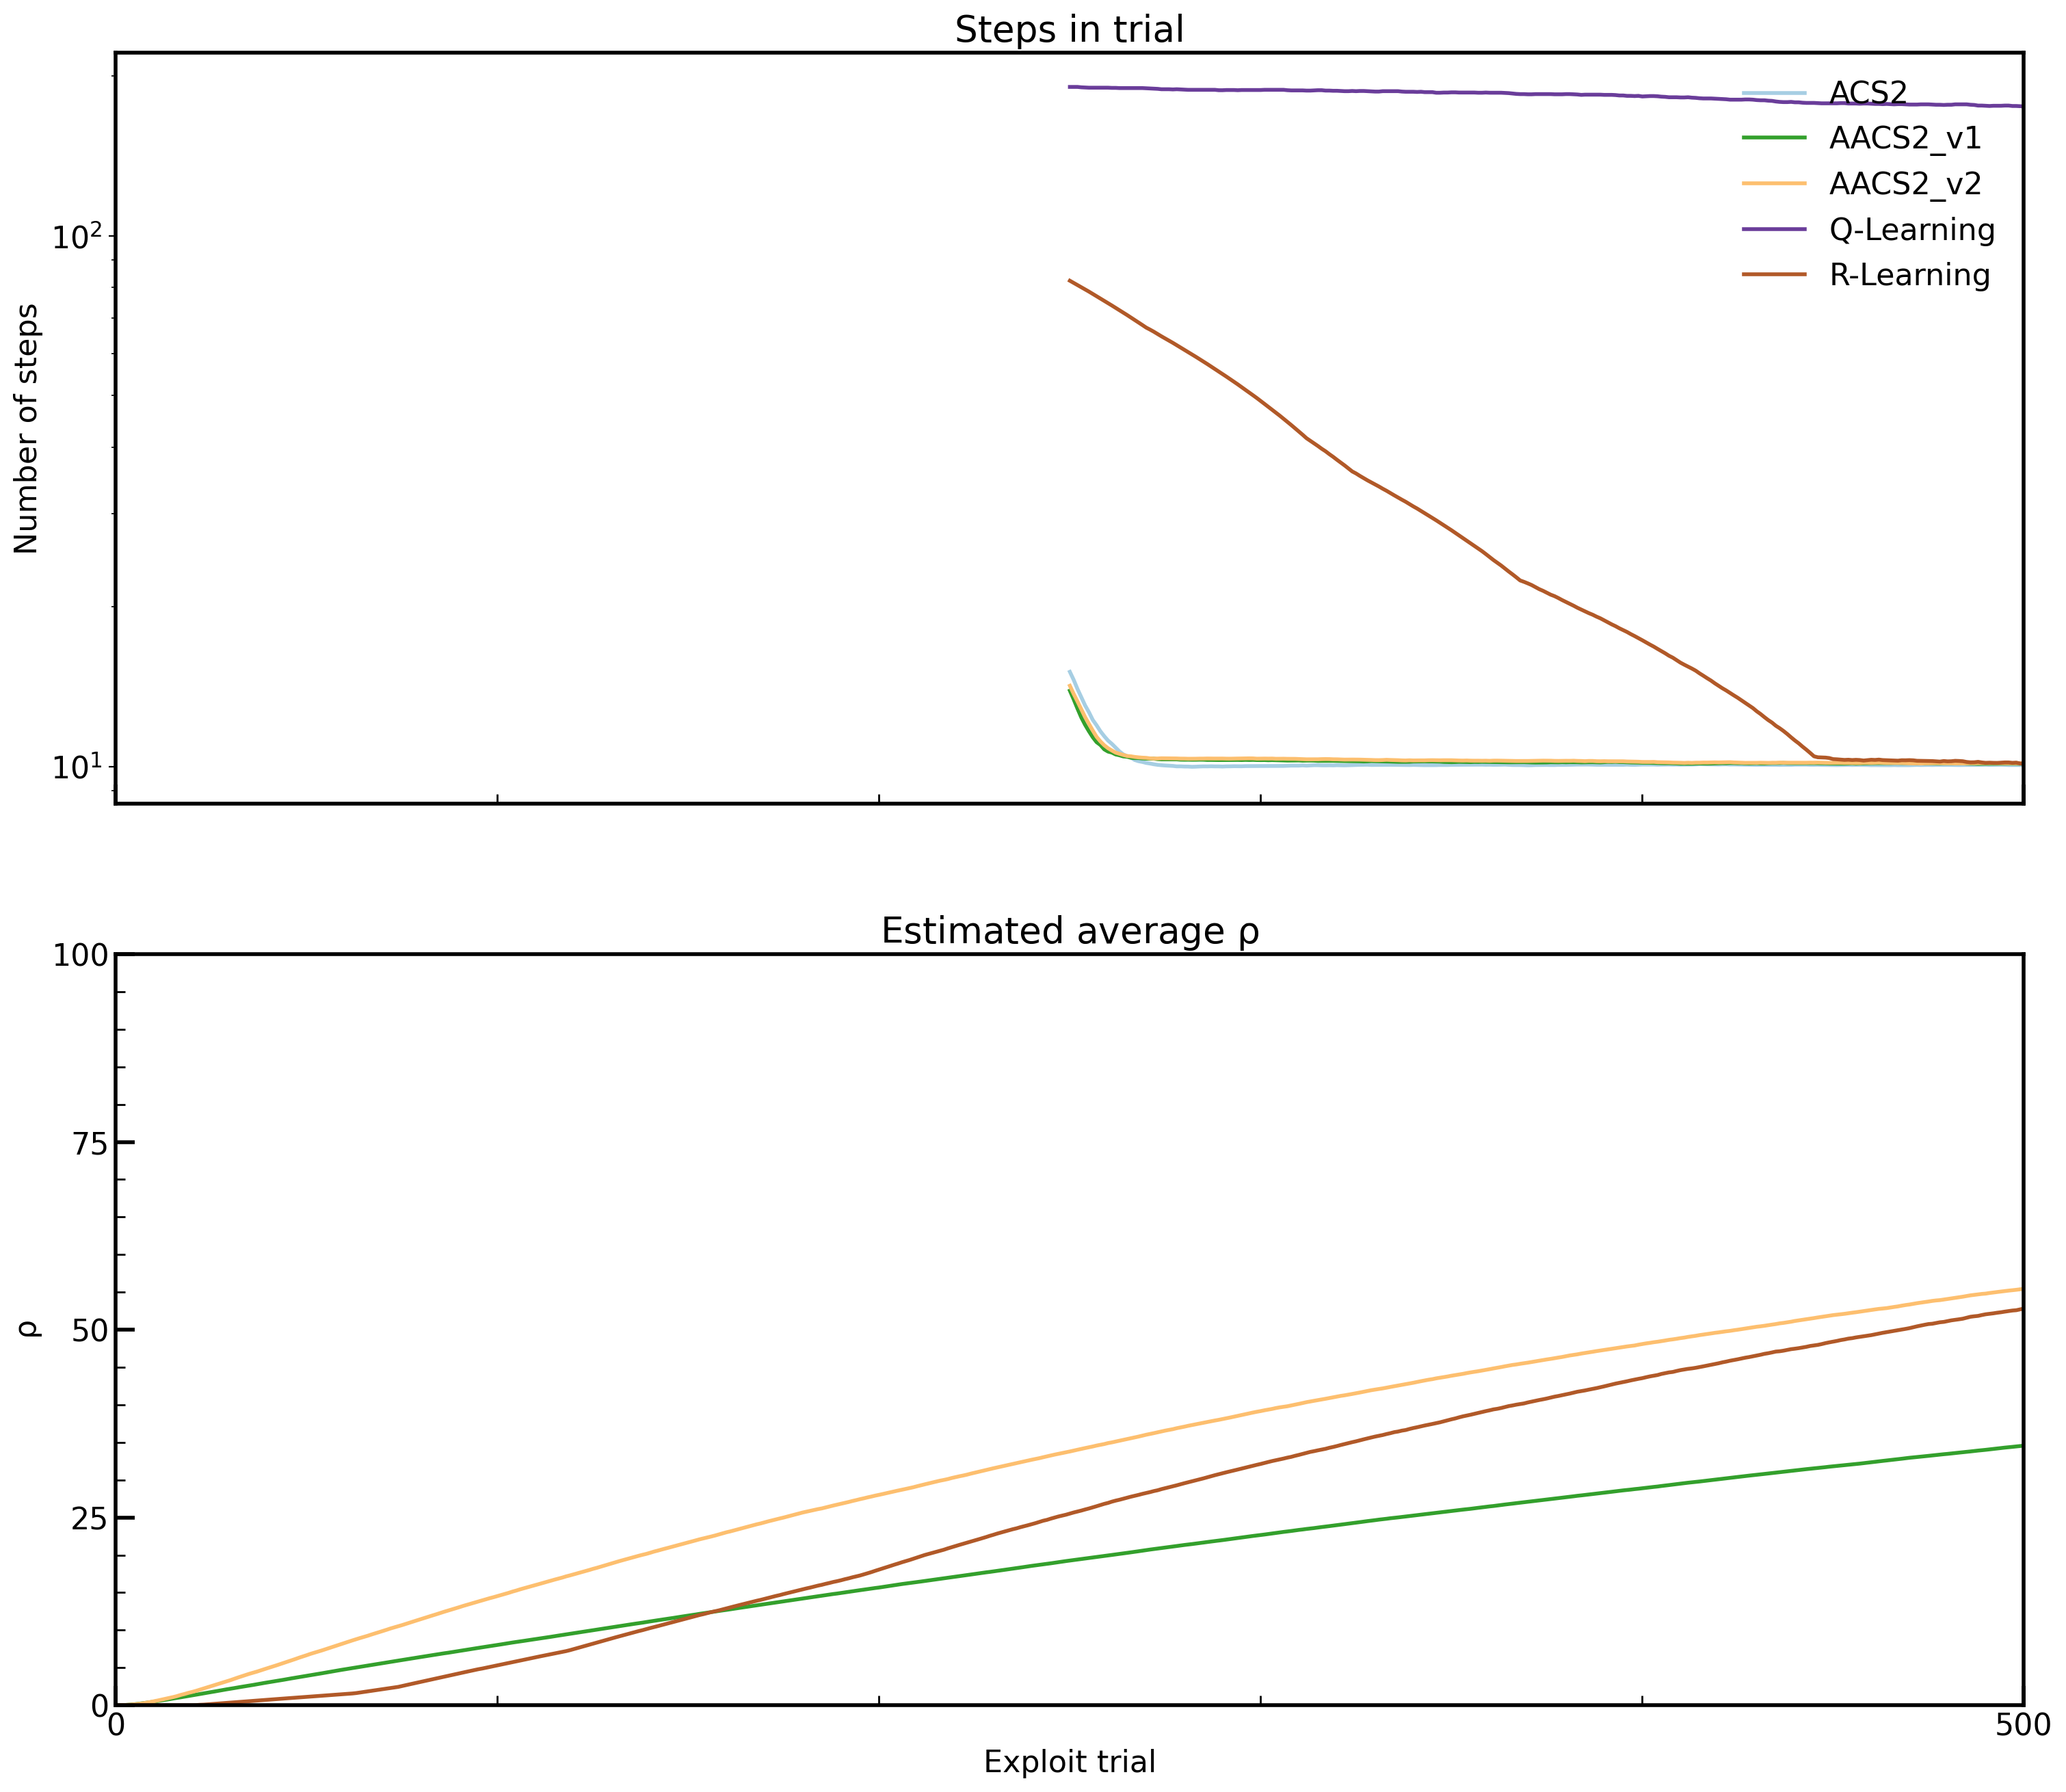 Steps in trial
Number of steps
10²
10¹
ACS2
AACS2_v1
AACS2_v2
Q-Learning
R-Learning
Estimated average ρ
ρ
100
75
50
25
0
0
500
Exploit trial